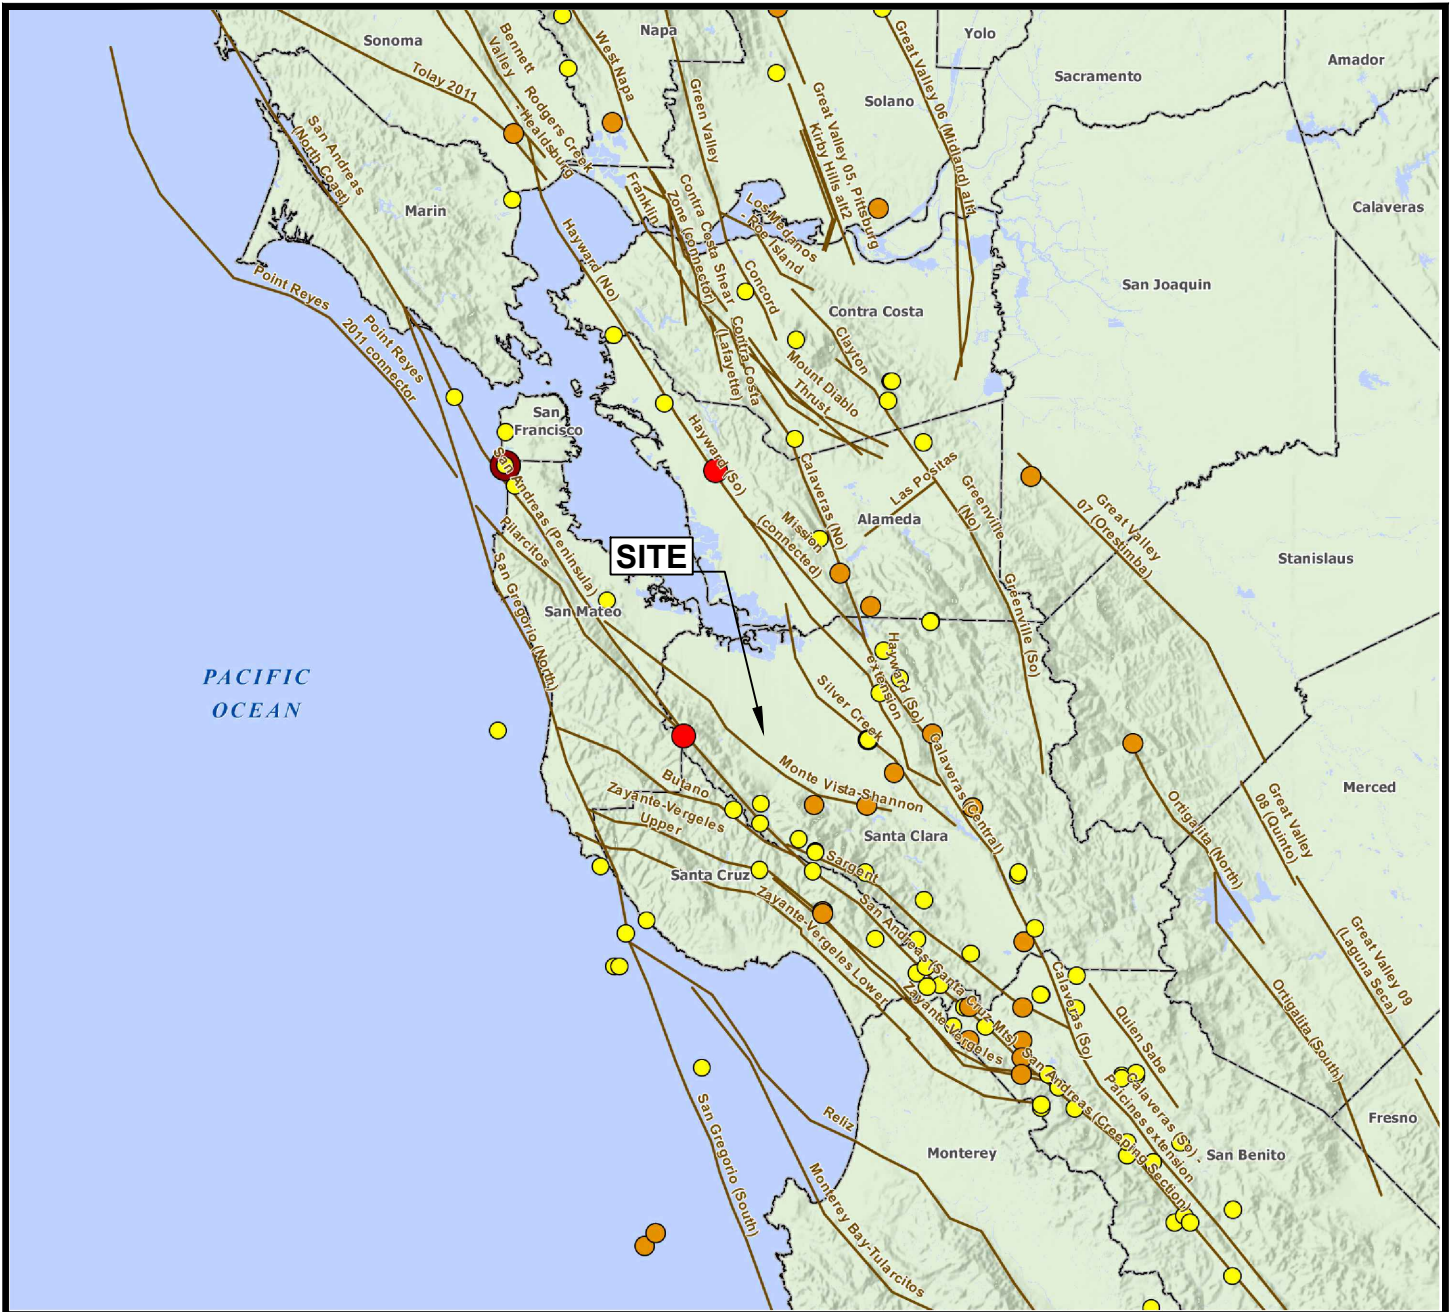 Sonoma
Napa
Yolo
Sacramento
Amador
Solano
Marin
Calaveras
San Joaquin
Contra Costa
San
Francisco
Alameda
Stanislaus
San Mateo
Merced
Santa Clara
Santa Cruz
Fresno
San Benito
Monterey
PACIFIC
OCEAN
SITE
Tolay 2011
Bennett
Valley
Rodgers Creek
- Healdsburg
West Napa
Green Valley
Great Valley 05, Pittsburg
Kirby Hills alt2
Great Valley 06 (Midland) alt1
San Andreas
(North Coast)
Franklin
Contra Costa Shear
Zone (connector)
Los Medanos
- Roe Island
Hayward (No)
Concord
Clayton
Contra Costa
(Lafayette)
Mount Diablo
Thrust
Point Reyes
Point Reyes
2011 connector
Hayward (So)
Calaveras (No)
Las Positas
Greenville
(No)
Great Valley
07 (Orestimba)
Mission
(connected)
San Andreas (Peninsula)
Pilarcitos
San Gregorio (North)
Greenville (So)
Hayward (So)
extension
Silver Creek
Calaveras (Central)
Monte Vista-Shannon
Butano
Zayante-Vergeles
Upper
Sargent
San Andreas (Santa Cruz Mts)
Zayante-Vergeles Lower
Zayante-Vergeles
Calaveras (So)
Quien Sabe
San Andreas (Creeping Section)
Calaveras (So) -
Paicines extension
Ortigalita (North)
Great Valley
08 (Quinto)
Great Valley 09
(Laguna Seca)
Ortigalita (South)
Reliz
San Gregorio (South)
Monterey Bay-Tularcitos